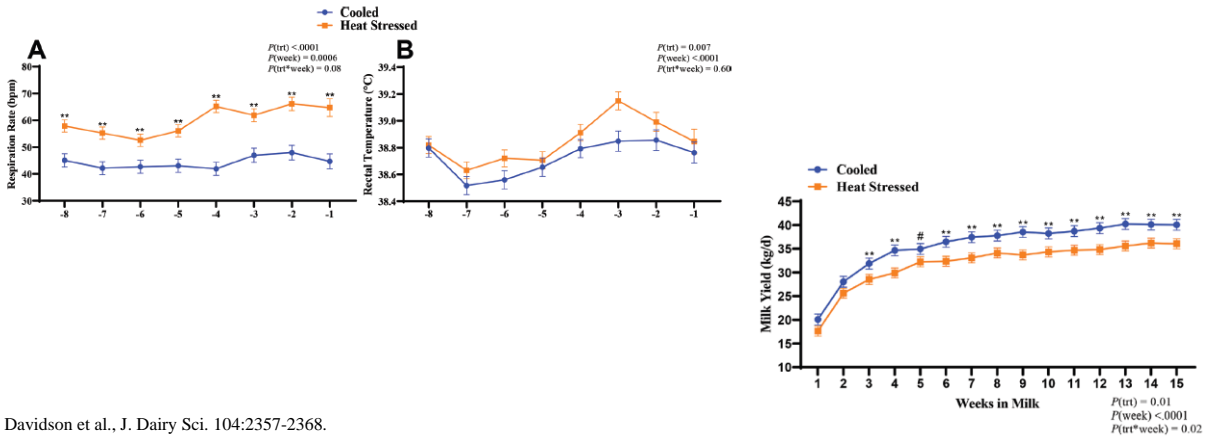 Cooled
Heat Stressed
A
P(trt) <.0001
P(week) = 0.0006
P(trt*week) = 0.08
Respiration Rate (bpm)
80
70
60
50
40
30
** ** ** ** ** ** ** **
-8 -7 -6 -5 -4 -3 -2 -1
B
P(trt) = 0.007
P(week) <.0001
P(trt*week) = 0.60
Rectal Temperature (°C)
39.4
39.2
39.0
38.8
38.6
38.4
-8 -7 -6 -5 -4 -3 -2 -1
Cooled
Heat Stressed
Milk Yield (kg/d)
45
40
35
30
25
20
15
10
** ** # ** ** ** ** ** ** ** ** ** **
1 2 3 4 5 6 7 8 9 10 11 12 13 14 15
Weeks in Milk
P(trt) = 0.01
P(week) <.0001
P(trt*week) = 0.02
Davidson et al., J. Dairy Sci. 104:2357-2368.